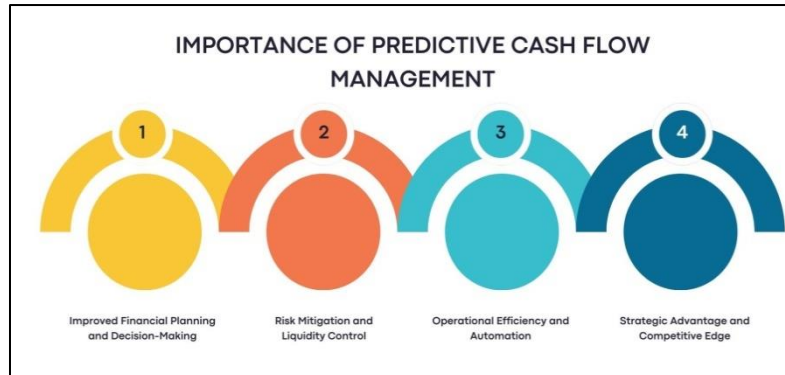 IMPORTANCE OF PREDICTIVE CASH FLOW
MANAGEMENT
1
2
3
4
Improved Financial Planning
and Decision-Making
Risk Mitigation and
Liquidity Control
Operational Efficiency and
Automation
Strategic Advantage and
Competitive Edge